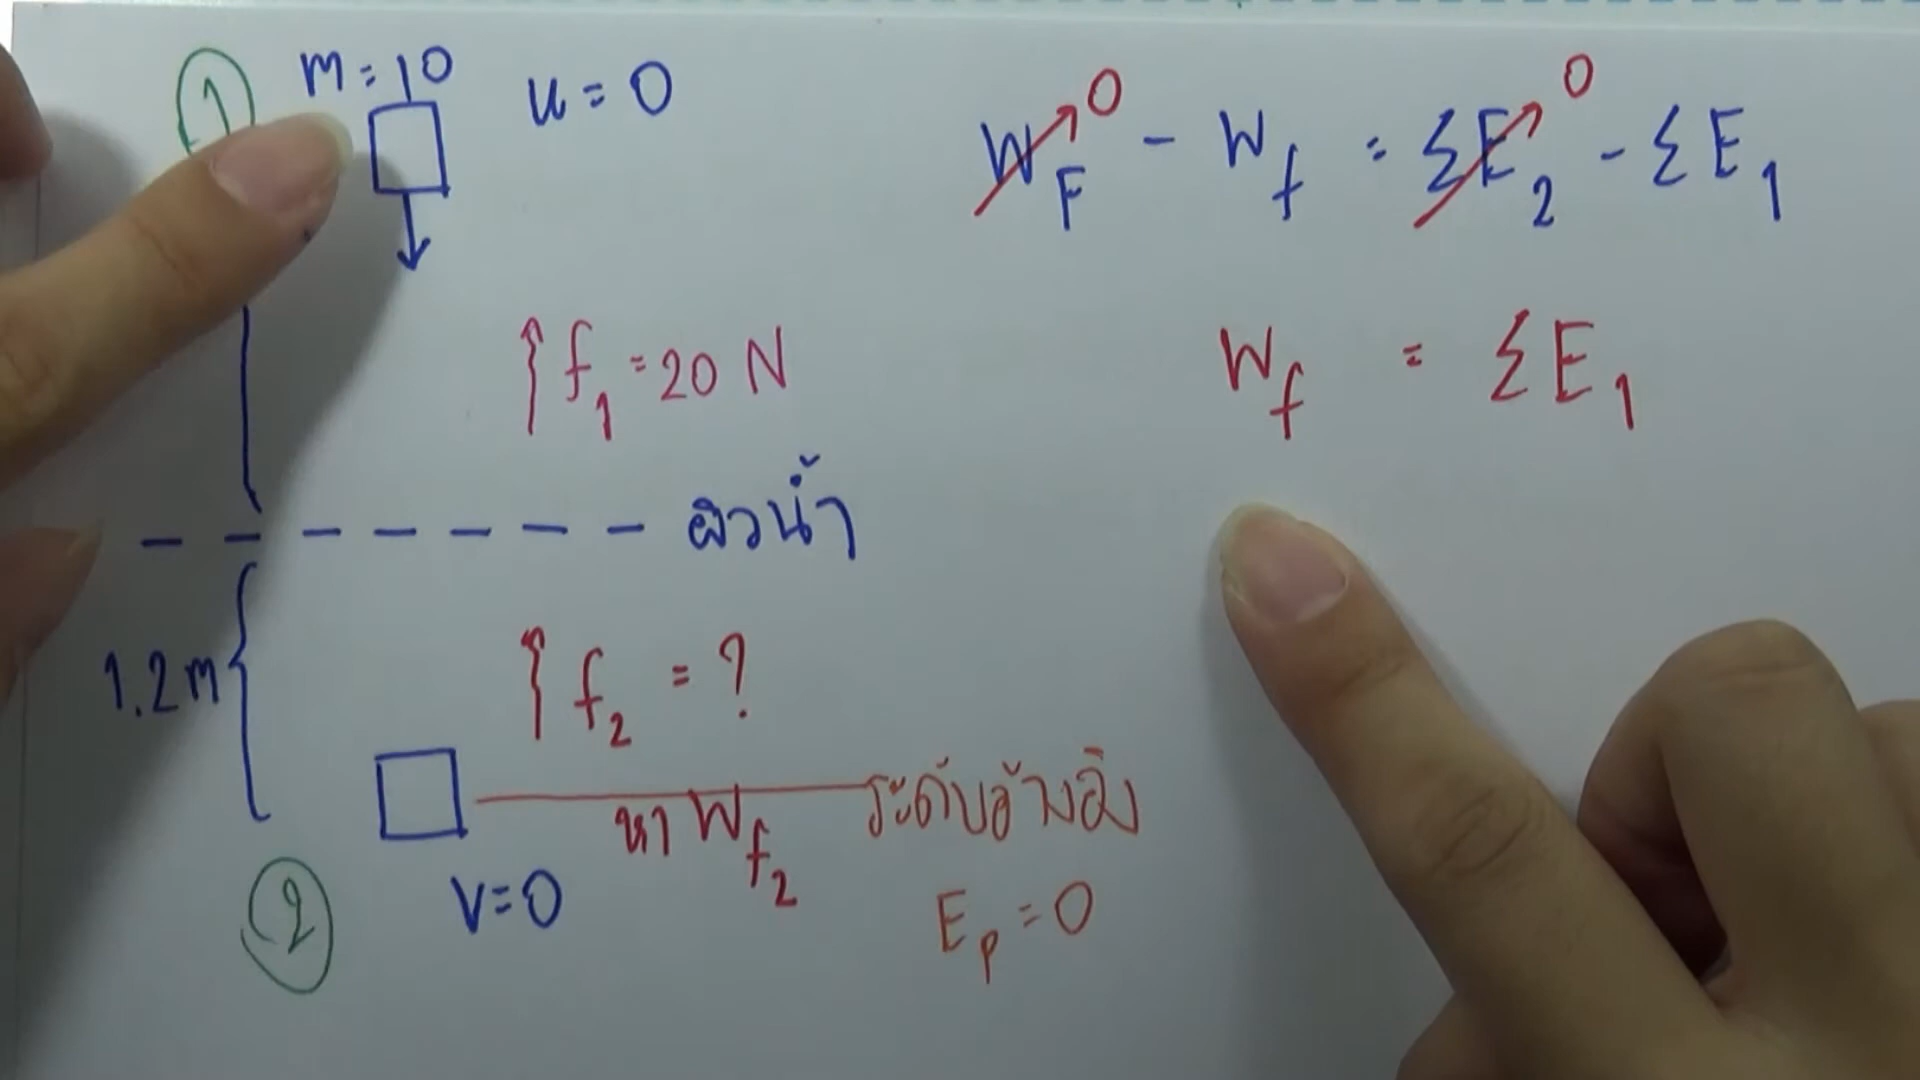 ① m = 10 u = 0
W_F ↗ 0 - W_f = ΣE_2 ↗ 0 - ΣE_1
f_1 = 20 N
W_f = ΣE_1
ผิวน้ำ
1.2 m
f_2 = ?
ระดับอ้างอิง
หา W_f_2
② v = 0
E_p = 0